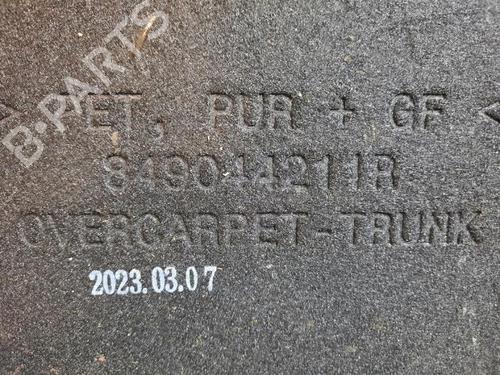 > PET, PUR + GF <
849044211R
OVERCARPET-TRUNK
2023.03.07
B-PARTS